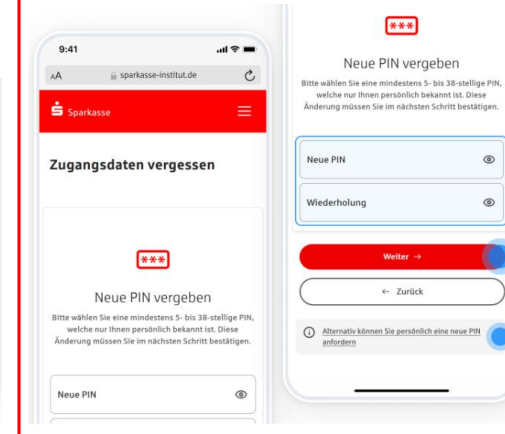 9:41
AA sparkasse-institut.de
Sparkasse
Zugangsdaten vergessen
***
Neue PIN vergeben
Bitte wählen Sie eine mindestens 5- bis 38-stellige PIN,
welche nur Ihnen persönlich bekannt ist. Diese
Änderung müssen Sie im nächsten Schritt bestätigen.
Neue PIN
***
Neue PIN vergeben
Bitte wählen Sie eine mindestens 5- bis 38-stellige PIN,
welche nur Ihnen persönlich bekannt ist. Diese
Änderung müssen Sie im nächsten Schritt bestätigen.
Neue PIN
Wiederholung
Weiter →
← Zurück
Alternativ können Sie persönlich eine neue PIN
anfordern